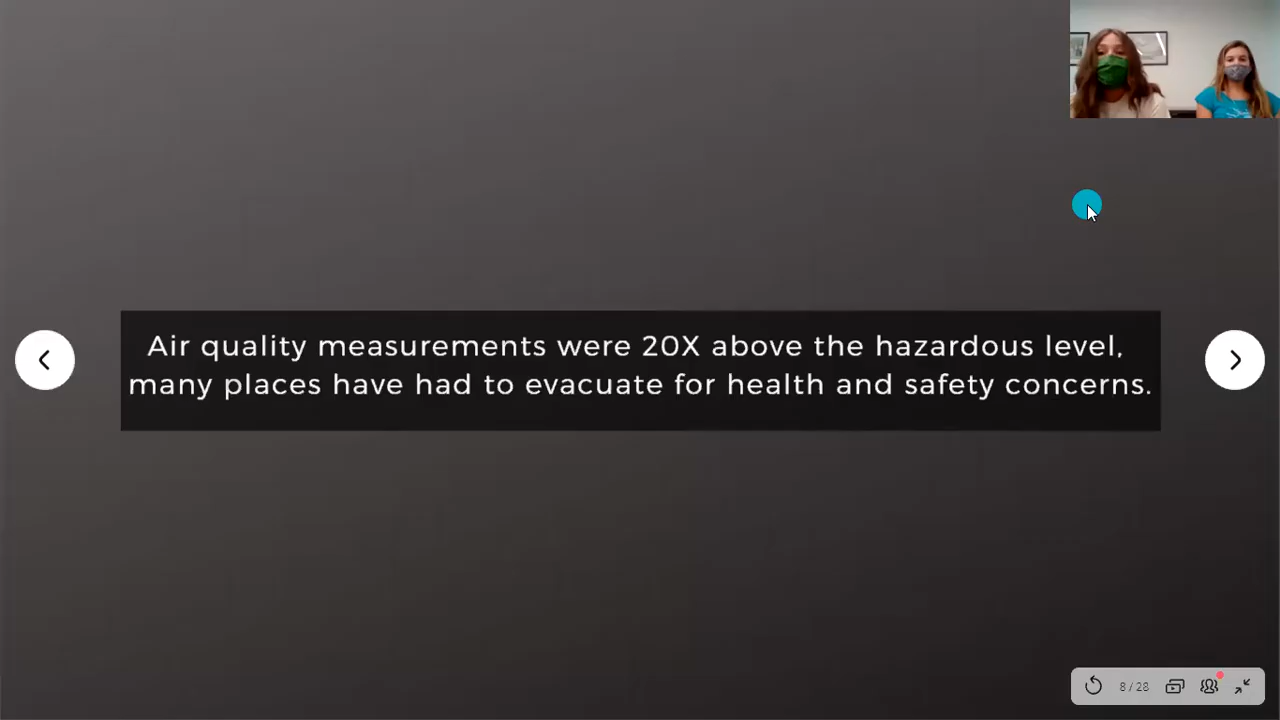 Air quality measurements were 20X above the hazardous level,
many places have had to evacuate for health and safety concerns.
8 / 28